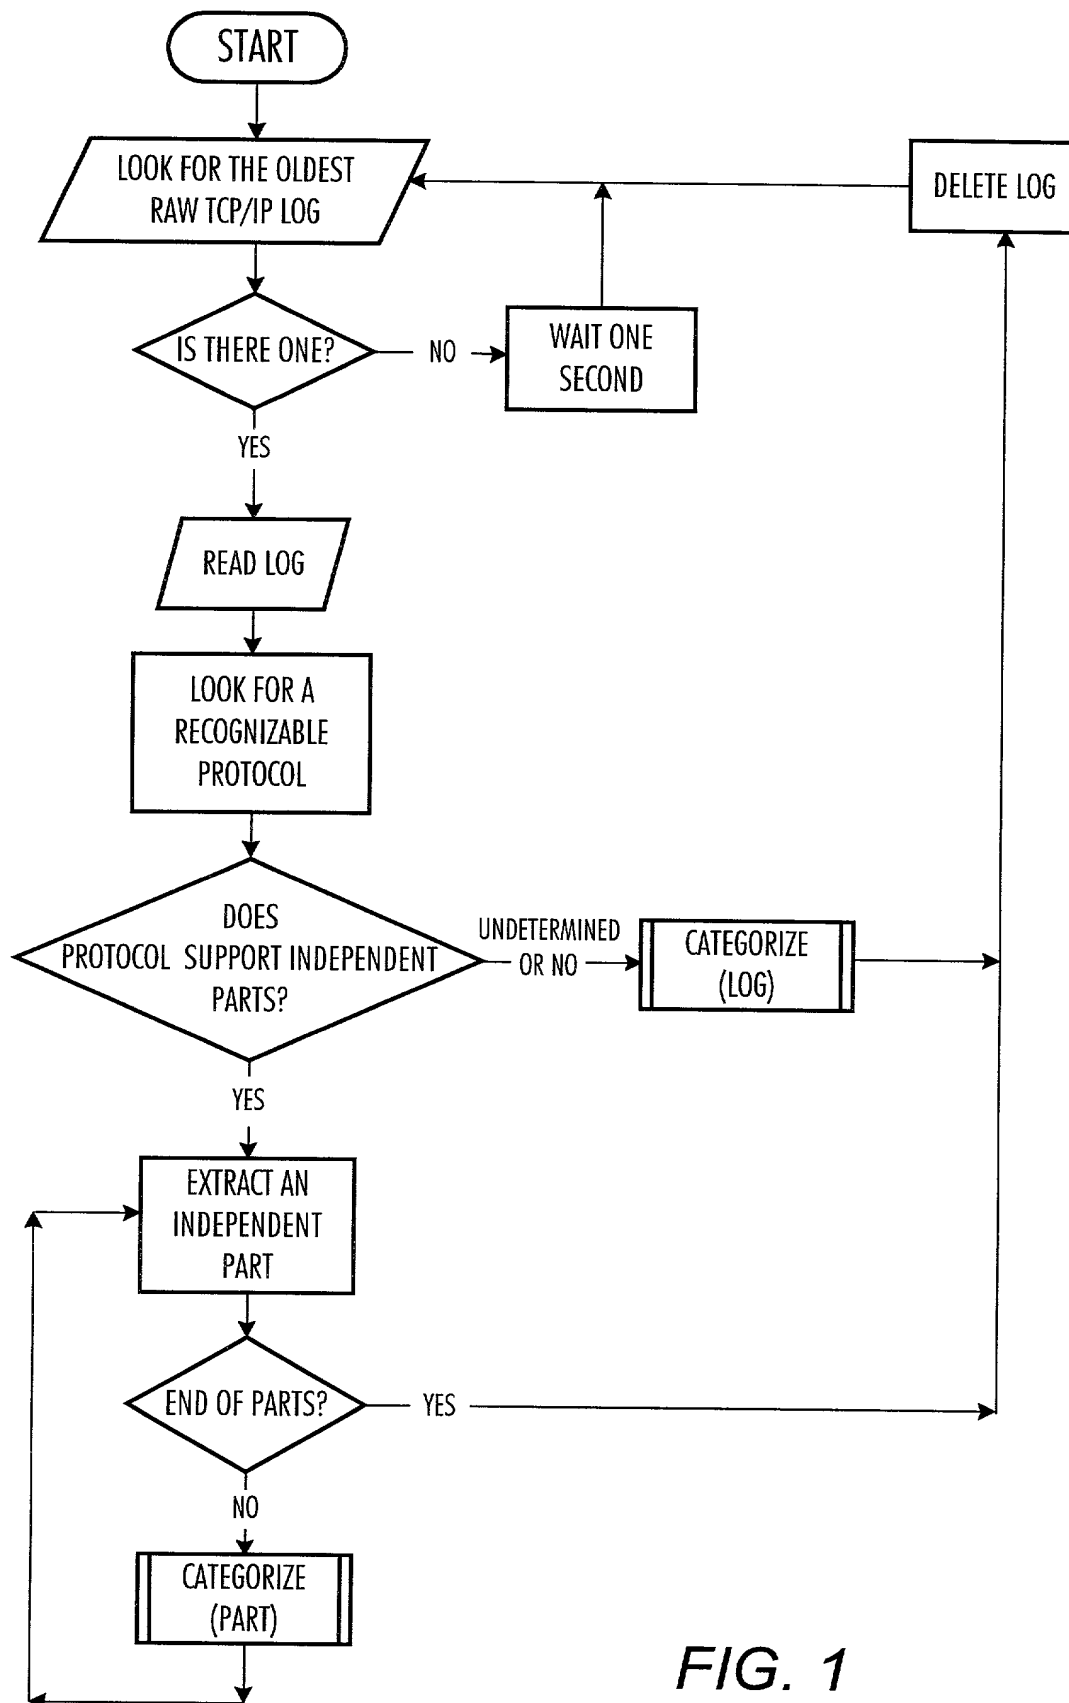 START
LOOK FOR THE OLDEST
RAW TCP/IP LOG
DELETE LOG
IS THERE ONE?
NO
WAIT ONE
SECOND
YES
READ LOG
LOOK FOR A
RECOGNIZABLE
PROTOCOL
DOES
PROTOCOL SUPPORT INDEPENDENT
PARTS?
UNDETERMINED
OR NO
CATEGORIZE
(LOG)
YES
EXTRACT AN
INDEPENDENT
PART
END OF PARTS?
YES
NO
CATEGORIZE
(PART)
FIG. 1